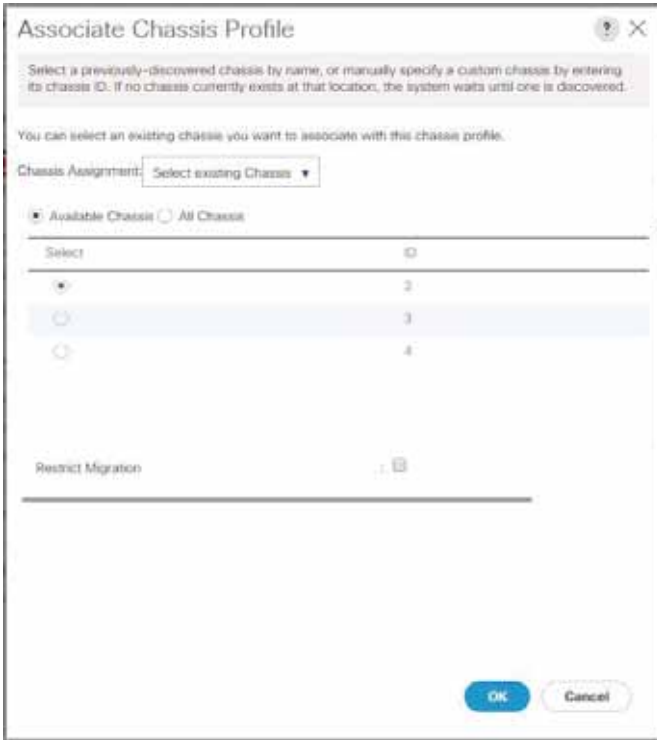 Associate Chassis Profile
?
Select a previously-discovered chassis by name, or manually specify a custom chassis by entering
its chassis ID. If no chassis currently exists at that location, the system waits until one is discovered.
You can select an existing chassis you want to associate with this chassis profile.
Chassis Assignment: Select existing Chassis
Available Chassis All Chassis
Select ID
2
3
4
Restrict Migration :
OK Cancel